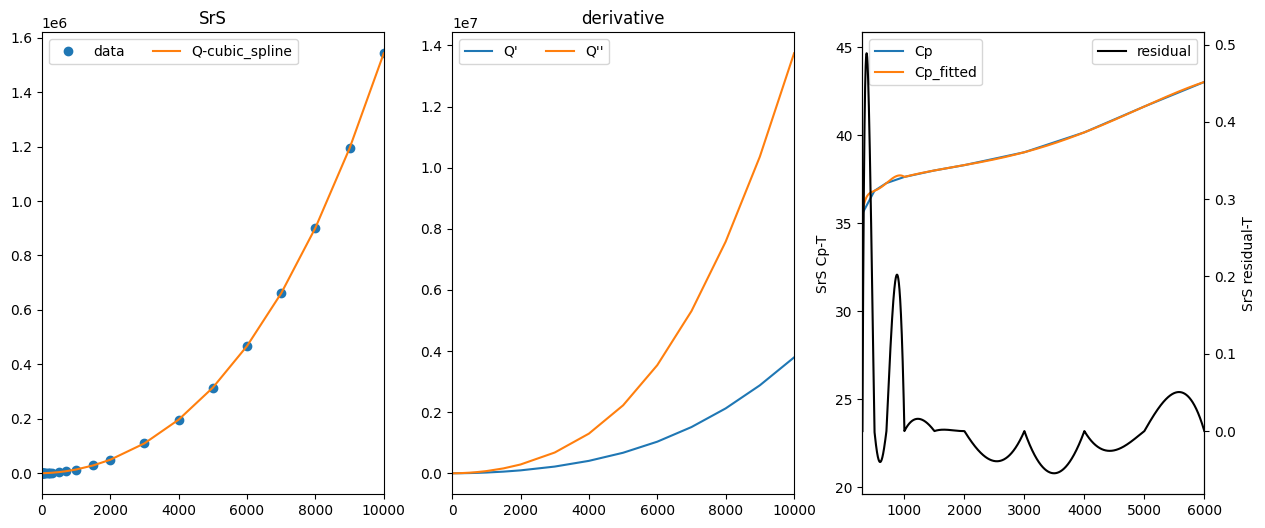 SrS
1e6
data
Q-cubic_spline
1.6
1.4
1.2
1.0
0.8
0.6
0.4
0.2
0.0
0 2000 4000 6000 8000 10000
derivative
1e7
Q'
Q''
1.4
1.2
1.0
0.8
0.6
0.4
0.2
0.0
0 2000 4000 6000 8000 10000
Cp
Cp_fitted
residual
SrS Cp-T
45
40
35
30
25
20
1000 2000 3000 4000 5000 6000
0.5
0.4
0.3
0.2
0.1
0.0
SrS residual-T